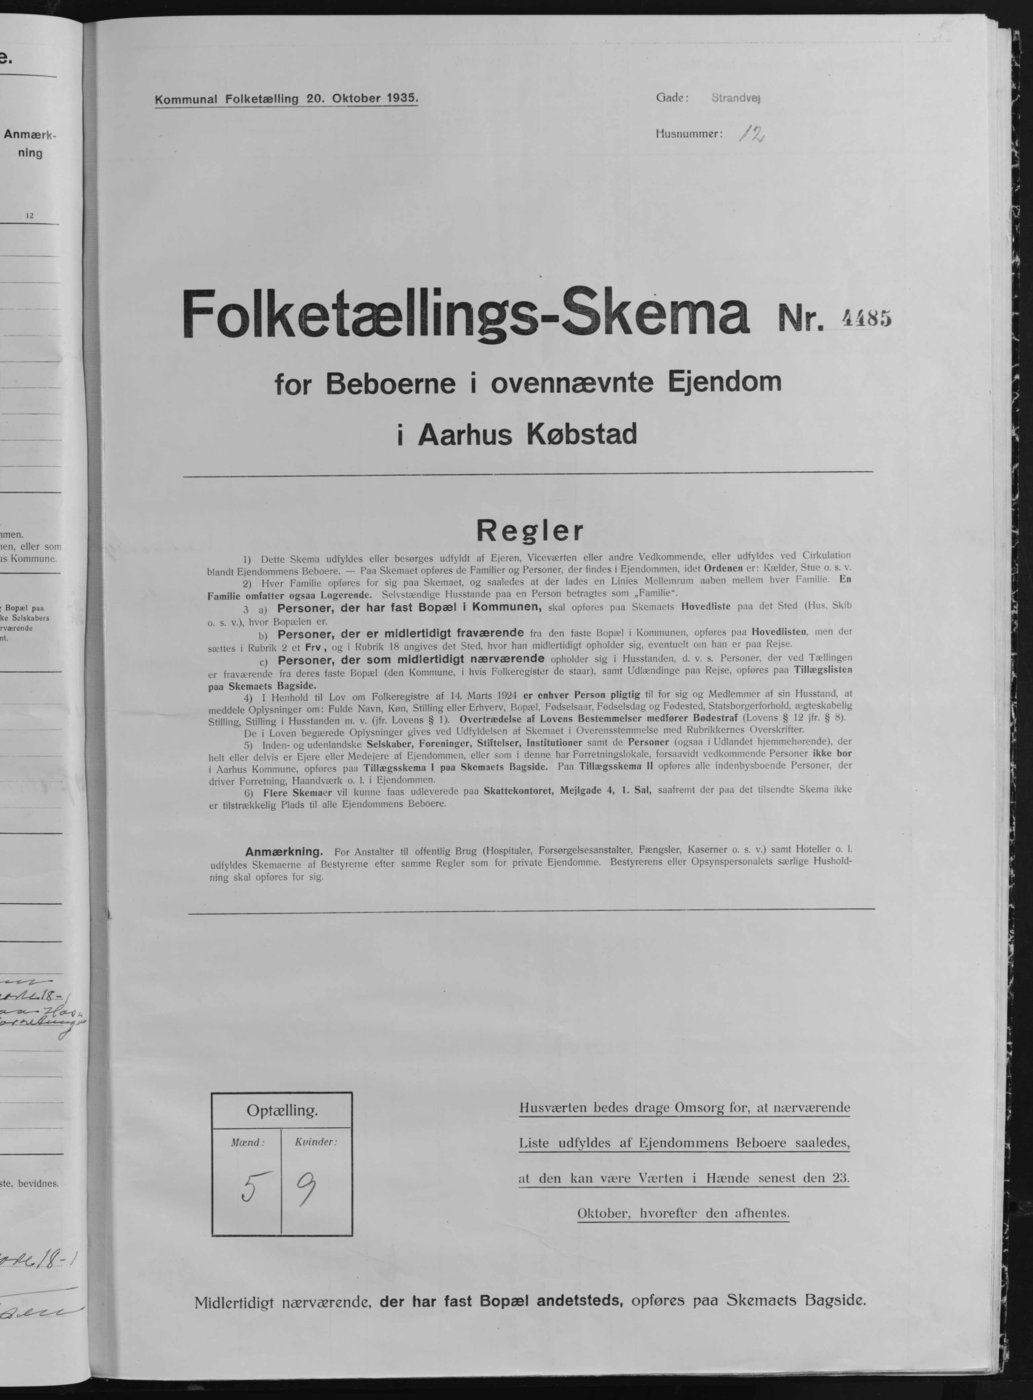 e.
Anmærk-
ning
12
Kommunal Folketælling 20. Oktober 1935.
Gade: Strandvej
Husnummer: 12
Folketællings-Skema Nr. 4485
for Beboerne i ovennævnte Ejendom
i Aarhus Købstad
Regler
1) Dette Skema udfyldes eller besørges udfyldt af Ejeren, Viceværten eller andre Vedkommende, eller udfyldes ved Cirkulation
blandt Ejendommens Beboere. — Paa Skemaet opføres de Familier og Personer, der findes i Ejendommen, idet Ordenen er: Kælder, Stue o. s. v.
2) Hver Familie opføres for sig paa Skemaet, og saaledes at der lades en Linies Mellemrum aaben mellem hver Familie. En
Familie omfatter ogsaa Logerende. Selvstændige Husstande paa en Person betragtes som „Familie“.
3 a) Personer, der har fast Bopæl i Kommunen, skal opføres paa Skemaets Hovedliste paa det Sted (Hus, Skib
o. s. v.), hvor Bopælen er.
b) Personer, der er midlertidigt fraværende fra den faste Bopæl i Kommunen, opføres paa Hovedlisten, men der
sættes i Rubrik 2 et Frv, og i Rubrik 18 angives det Sted, hvor han midlertidigt opholder sig, eventuelt om han er paa Rejse.
c) Personer, der som midlertidigt nærværende opholder sig i Husstanden, d. v. s. Personer, der ved Tællingen
er fraværende fra deres faste Bopæl (den Kommune, i hvis Folkeregister de staar), samt Udlændinge paa Rejse, opføres paa Tillægslisten
paa Skemaets Bagside.
4) I Henhold til Lov om Folkeregistre af 14. Marts 1924 er enhver Person pligtig til for sig og Medlemmer af sin Husstand, at
meddele Oplysninger om: Fulde Navn, Køn, Stilling eller Erhverv, Bopæl, Fødselsaar, Fødselsdag og Fødested, Statsborgerforhold, ægteskabelig
Stilling, Stilling i Husstanden m. v. (jfr. Lovens § 1). Overtrædelse af Lovens Bestemmelser medfører Bødestraf (Lovens § 12 jfr. § 8).
De i Loven begærede Oplysninger gives ved Udfyldelsen af Skemaet i Overensstemmelse med Rubrikkernes Overskrifter.
5) Inden- og udenlandske Selskaber, Foreninger, Stiftelser, Institutioner samt de Personer (ogsaa i Udlandet hjemmehørende), der
helt eller delvis er Ejere eller Medejere af Ejendommen, eller som i denne har Forretningslokale, forsaavidt vedkommende Personer ikke bor
i Aarhus Kommune, opføres paa Tillægsskema I paa Skemaets Bagside. Paa Tillægsskema II opføres alle indenbysboende Personer, der
driver Forretning, Haandværk o. l. i Ejendommen.
6) Flere Skemaer vil kunne faas udleverede paa Skattekontoret, Mejlgade 4, 1. Sal, saafremt der paa det tilsendte Skema ikke
er tilstrækkelig Plads til alle Ejendommens Beboere.
Anmærkning. For Anstalter til offentlig Brug (Hospitaler, Forsørgelsesanstalter, Fængsler, Kaserner o. s. v.) samt Hoteller o. l.
udfyldes Skemaerne af Bestyrerne efter samme Regler som for private Ejendomme. Bestyrerens eller Opsynspersonalets særlige Hushold-
ning skal opføres for sig.
mmen.
nen, eller som
us Kommune.
Bopæl paa
ke Selskabers
rværende
nt.
Optælling.
Mænd: Kvinder:
5 9
Husværten bedes drage Omsorg for, at nærværende
Liste udfyldes af Ejendommens Beboere saaledes,
at den kan være Værten i Hænde senest den 23.
Oktober, hvorefter den afhentes.
ste, bevidnes.
Midlertidigt nærværende, der har fast Bopæl andetsteds, opføres paa Skemaets Bagside.